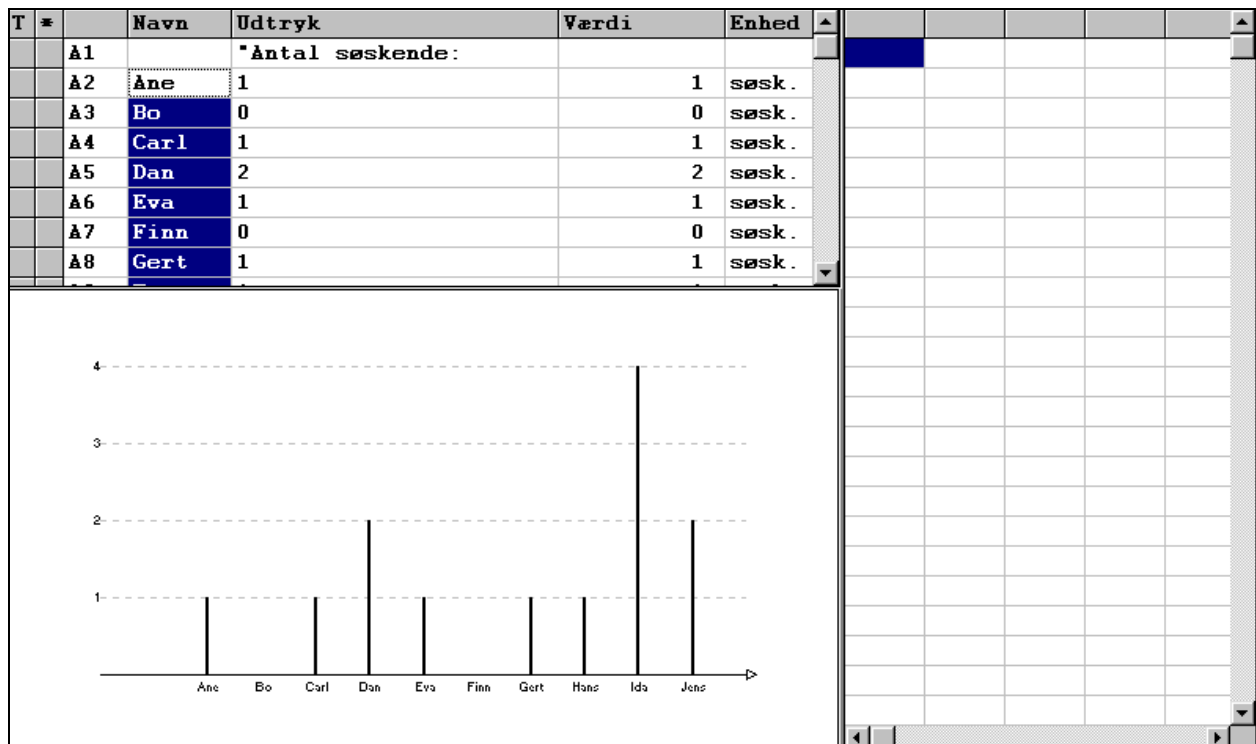 T * Navn Udtryk Værdi Enhed
A1 "Antal søskende:
A2 Ane 1 1 søsk.
A3 Bo 0 0 søsk.
A4 Carl 1 1 søsk.
A5 Dan 2 2 søsk.
A6 Eva 1 1 søsk.
A7 Finn 0 0 søsk.
A8 Gert 1 1 søsk.
4
3
2
1
Ane Bo Carl Dan Eva Finn Gert Hans Ida Jens